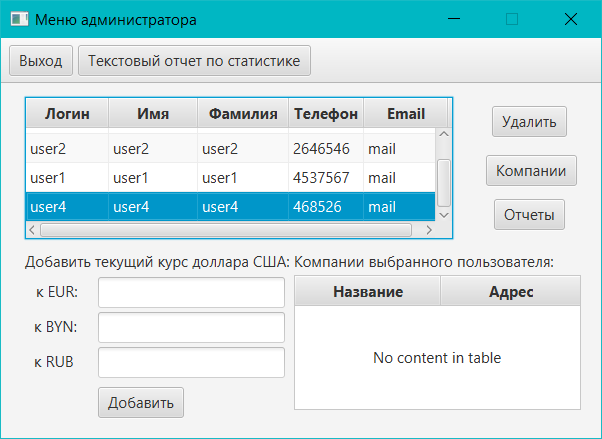 Меню администратора
Выход Текстовый отчет по статистике
Логин Имя Фамилия Телефон Email
user2 user2 user2 2646546 mail
user1 user1 user1 4537567 mail
user4 user4 user4 468526 mail
Удалить
Компании
Отчеты
Добавить текущий курс доллара США: Компании выбранного пользователя:
к EUR:
к BYN:
к RUB
Добавить
Название Адрес
No content in table